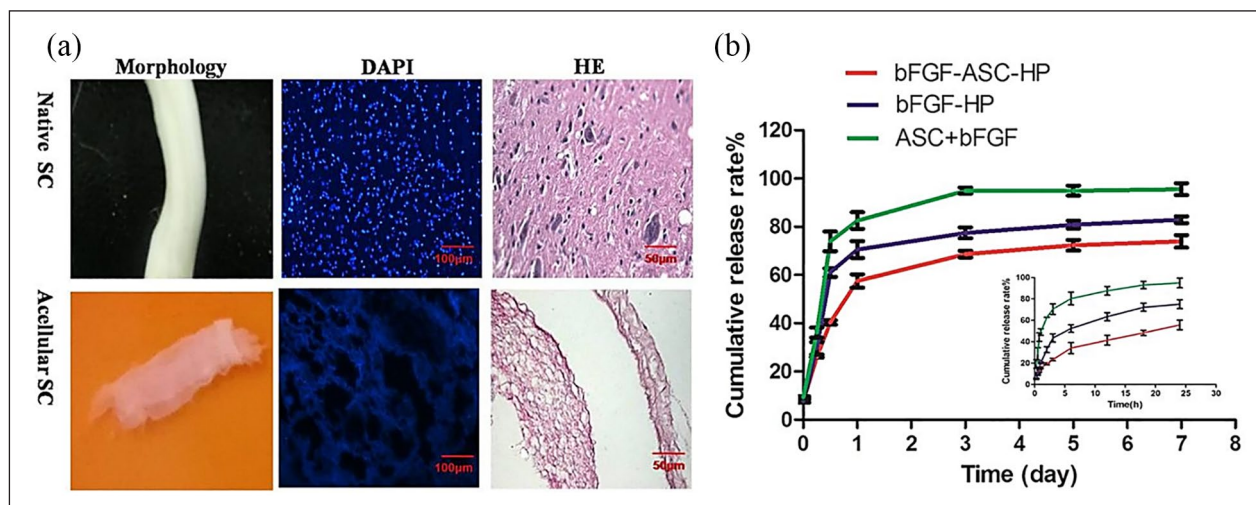 (a)
Morphology DAPI HE
Native SC
100μm
50μm
Acellular SC
100μm
50μm
(b)
bFGF-ASC-HP
bFGF-HP
ASC+bFGF
Cumulative release rate%
120
100
80
60
40
20
0
0 1 2 3 4 5 6 7 8
Time (day)
Cumulative release rate%
100
80
60
40
20
0
0 5 10 15 20 25 30
Time(h)